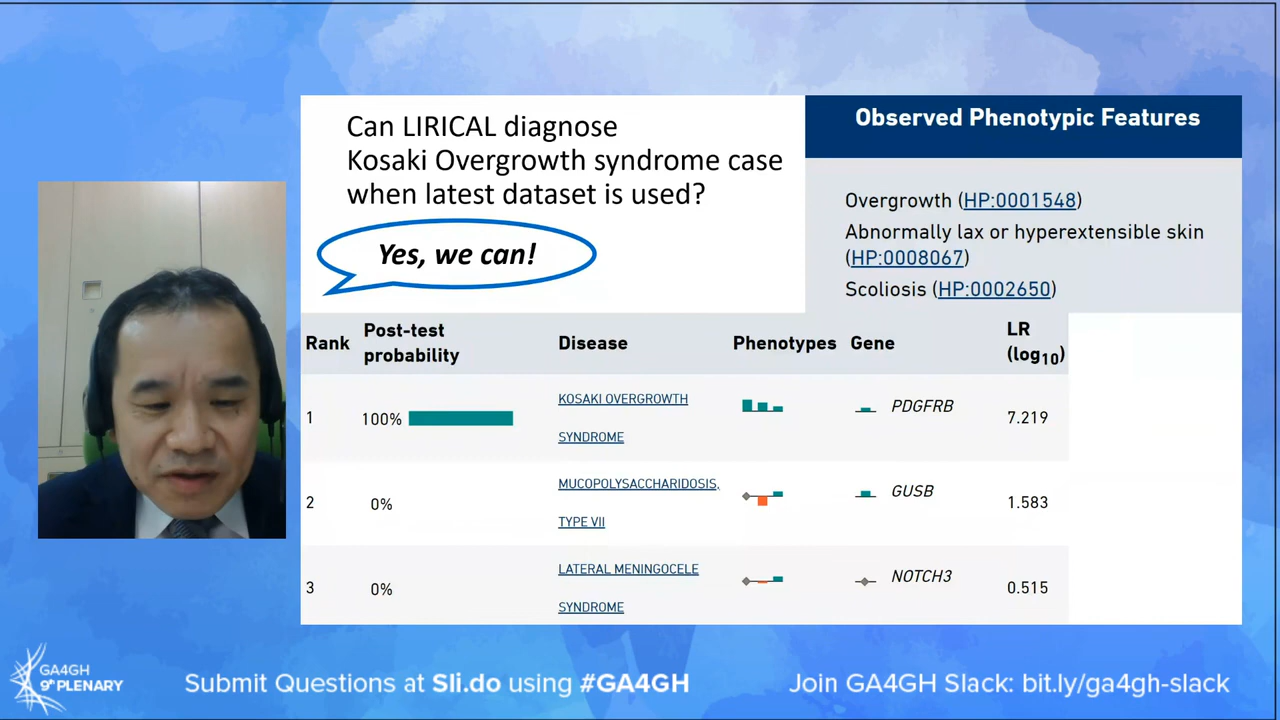 Can LIRICAL diagnose
Kosaki Overgrowth syndrome case
when latest dataset is used?
Yes, we can!
Observed Phenotypic Features
Overgrowth (HP:0001548)
Abnormally lax or hyperextensible skin
(HP:0008067)
Scoliosis (HP:0002650)
Rank Post-test probability Disease Phenotypes Gene LR (log10)
1 100% KOSAKI OVERGROWTH SYNDROME PDGFRB 7.219
2 0% MUCOPOLYSACCHARIDOSIS, TYPE VII GUSB 1.583
3 0% LATERAL MENINGOCELE SYNDROME NOTCH3 0.515
GA4GH
9th PLENARY
Submit Questions at Sli.do using #GA4GH
Join GA4GH Slack: bit.ly/ga4gh-slack